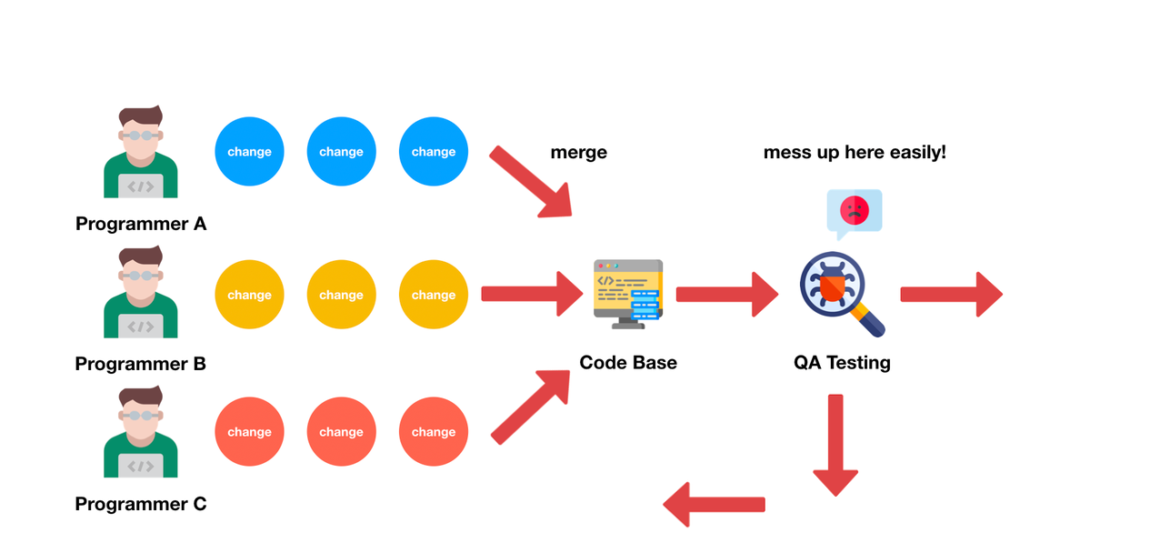 change change change merge mess up here easily!
Programmer A
change change change
Programmer B Code Base QA Testing
change change change
Programmer C